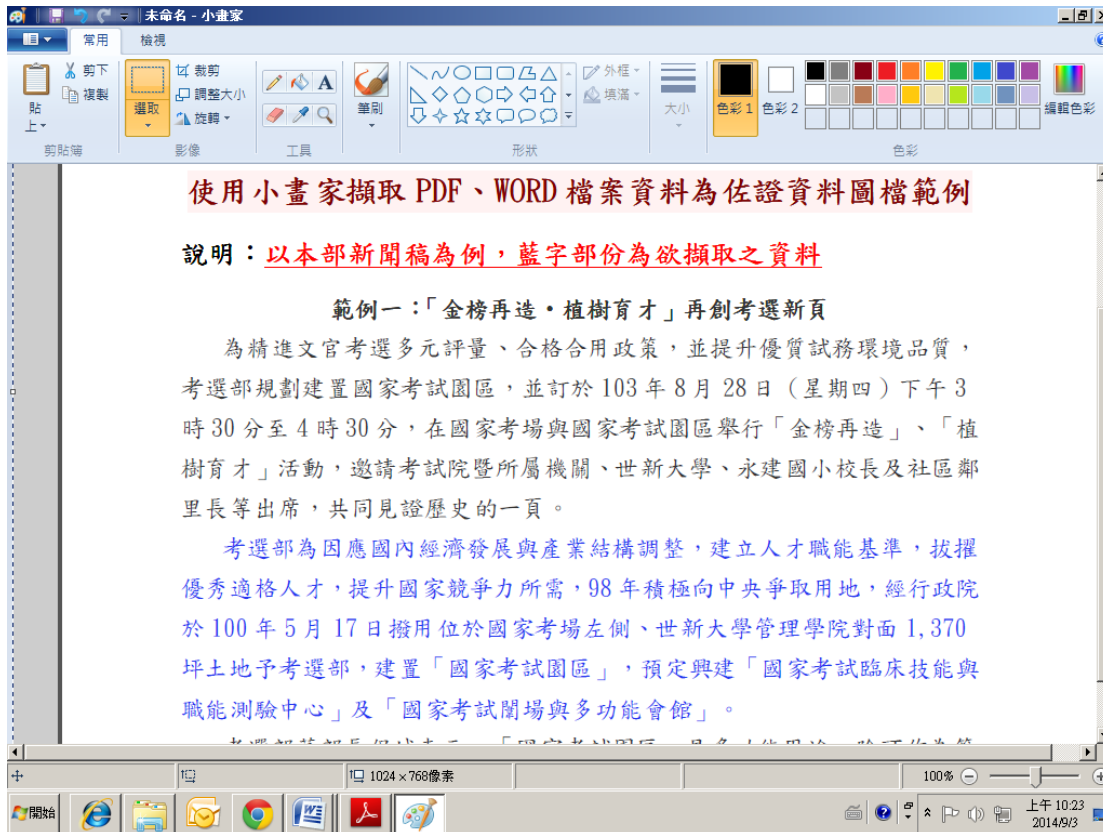 未命名 - 小畫家
常用 檢視
剪下
複製
貼上
剪貼簿
選取
裁剪
調整大小
旋轉
影像
A
工具
筆刷
外框
填滿
形狀
大小
色彩 1
色彩 2
編輯色彩
色彩
使用小畫家擷取 PDF、WORD 檔案資料為佐證資料圖檔範例
說明：以本部新聞稿為例，藍字部份為欲擷取之資料
範例一：「金榜再造‧植樹育才」再創考選新頁
為精進文官考選多元評量、合格合用政策，並提升優質試務環境品質，
考選部規劃建置國家考試園區，並訂於 103 年 8 月 28 日（星期四）下午 3
時 30 分至 4 時 30 分，在國家考場與國家考試園區舉行「金榜再造」、「植
樹育才」活動，邀請考試院暨所屬機關、世新大學、永建國小校長及社區鄰
里長等出席，共同見證歷史的一頁。
考選部為因應國內經濟發展與產業結構調整，建立人才職能基準，拔擢
優秀適格人才，提升國家競爭力所需，98 年積極向中央爭取用地，經行政院
於 100 年 5 月 17 日撥用位於國家考場左側、世新大學管理學院對面 1,370
坪土地予考選部，建置「國家考試園區」，預定興建「國家考試臨床技能與
職能測驗中心」及「國家考試闈場與多功能會館」。
1024 × 768像素
100%
開始
上午 10:23
2014/9/3